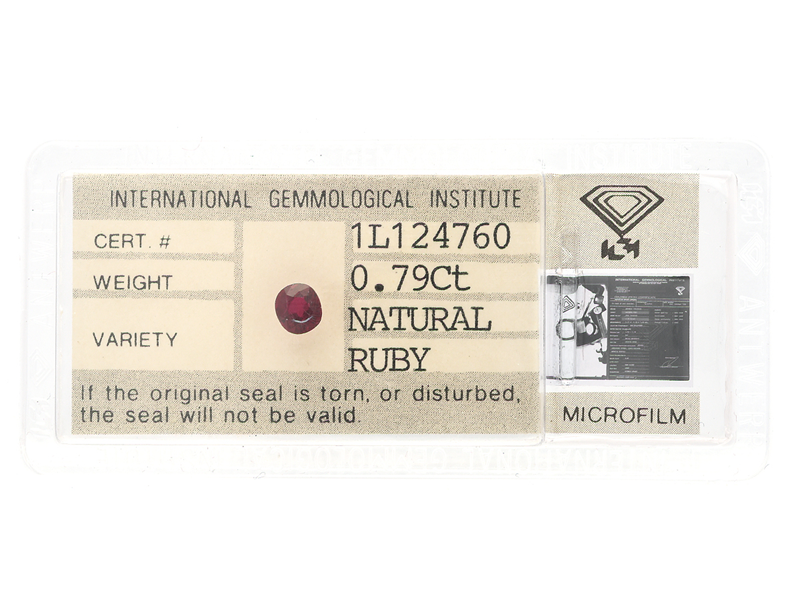 INTERNATIONAL GEMMOLOGICAL INSTITUTE
CERT. # 1L124760
WEIGHT 0.79Ct
VARIETY NATURAL
RUBY
If the original seal is torn, or disturbed,
the seal will not be valid.
IGI
MICROFILM